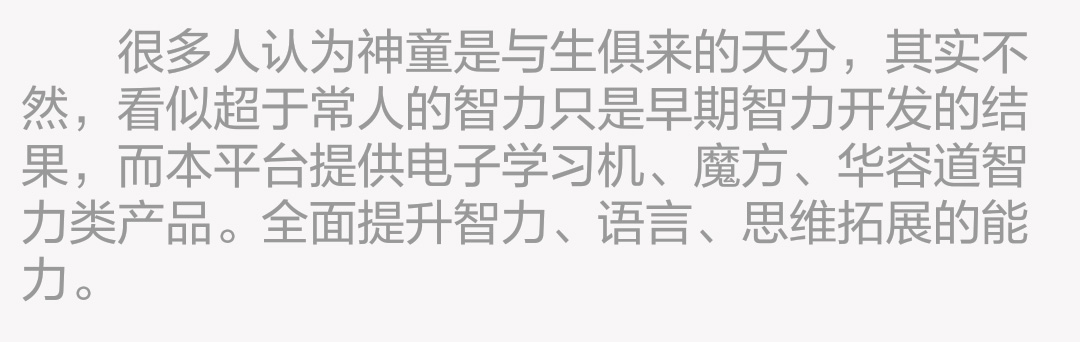 很多人认为神童是与生俱来的天分，其实不
然，看似超于常人的智力只是早期智力开发的结
果，而本平台提供电子学习机、魔方、华容道智
力类产品。全面提升智力、语言、思维拓展的能
力。